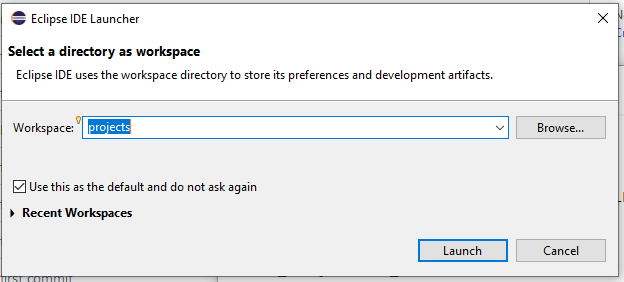 Eclipse IDE Launcher
Select a directory as workspace
Eclipse IDE uses the workspace directory to store its preferences and development artifacts.
Workspace: projects Browse...
Use this as the default and do not ask again
Recent Workspaces
Launch Cancel
first commit